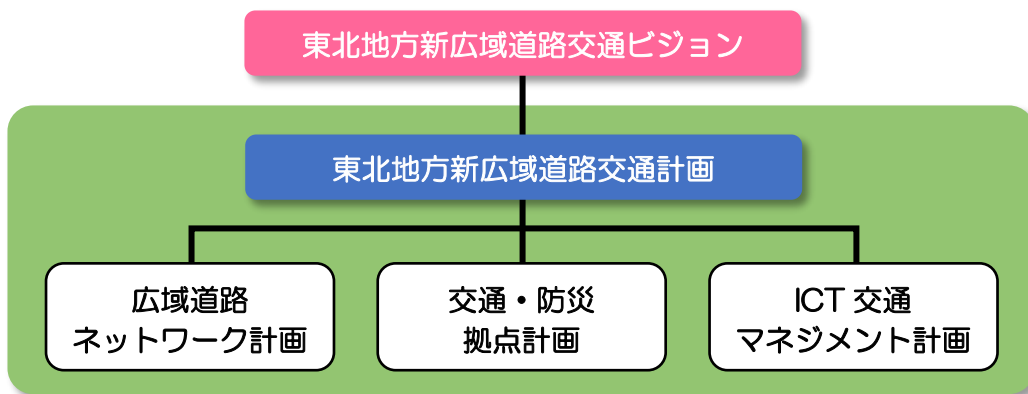 東北地方新広域道路交通ビジョン
東北地方新広域道路交通計画
広域道路
ネットワーク計画
交通・防災
拠点計画
ICT 交通
マネジメント計画